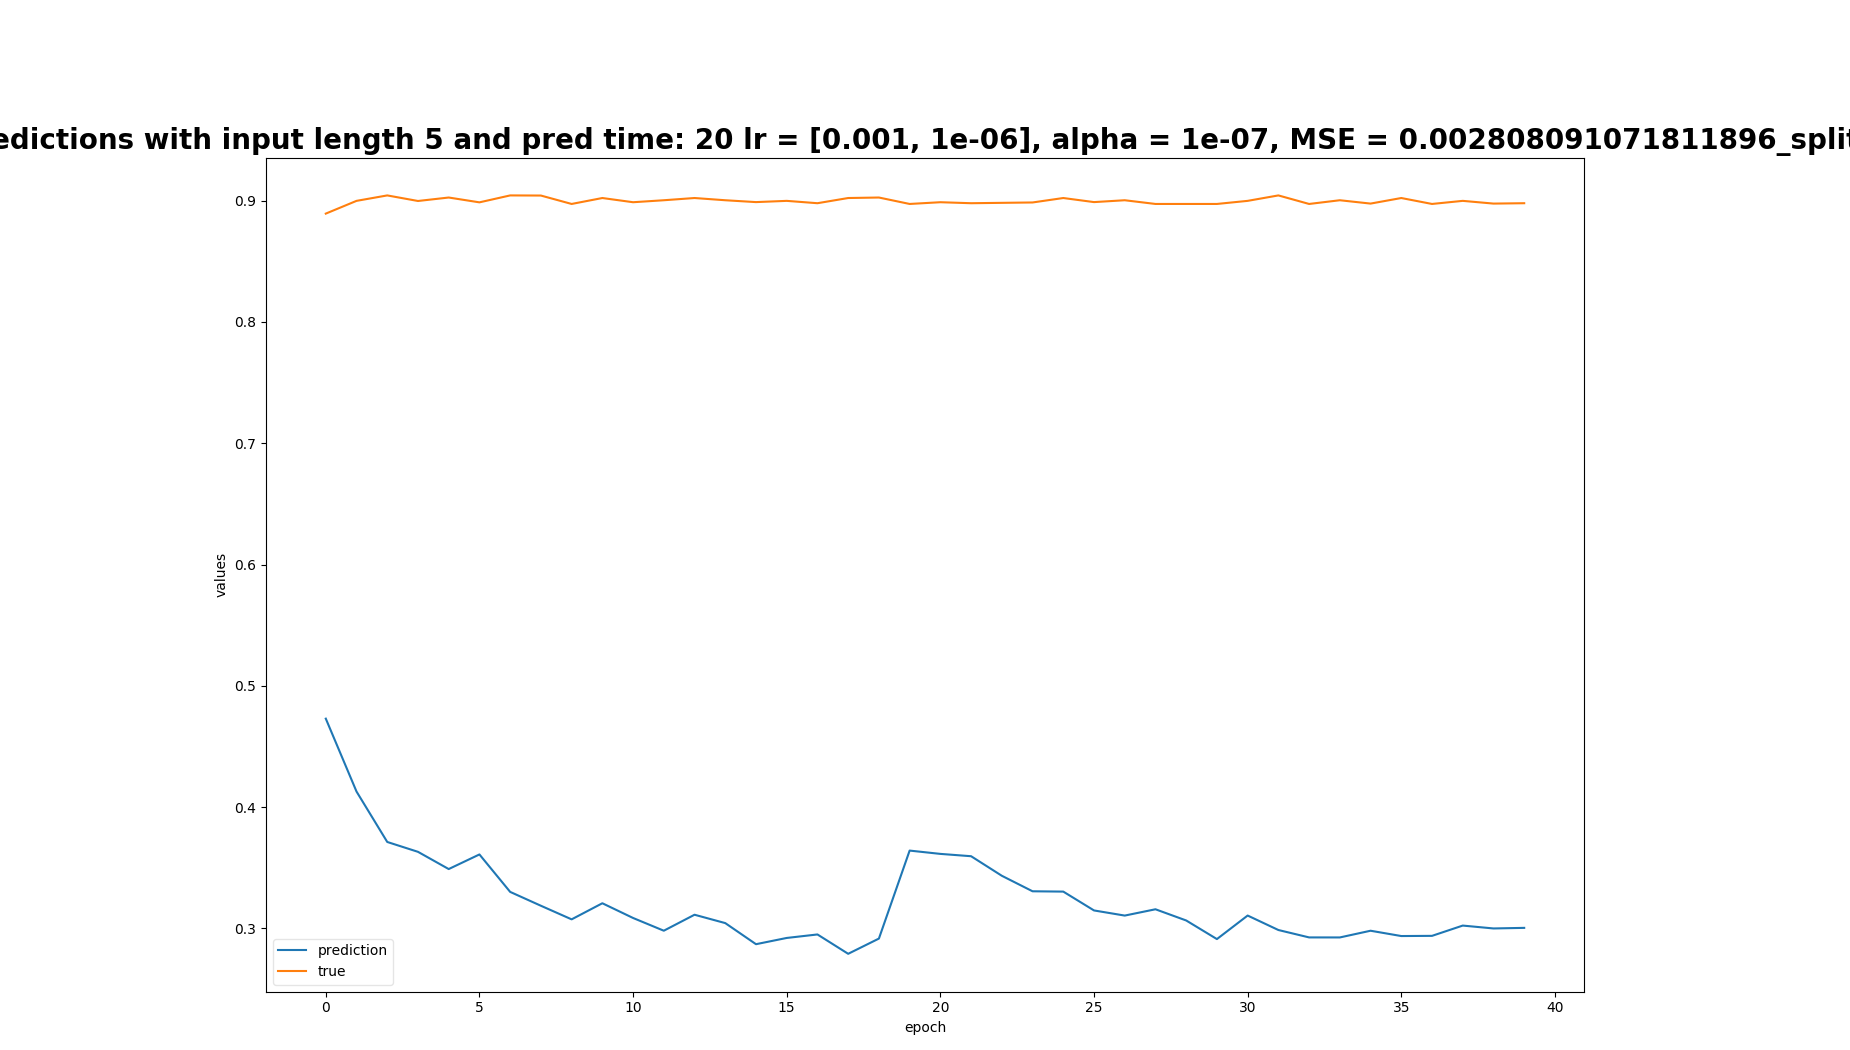 edictions with input length 5 and pred time: 20 lr = [0.001, 1e-06], alpha = 1e-07, MSE = 0.002808091071811896_split
0.9
0.8
0.7
0.6
0.5
0.4
0.3
values
prediction
true
0 5 10 15 20 25 30 35 40
epoch